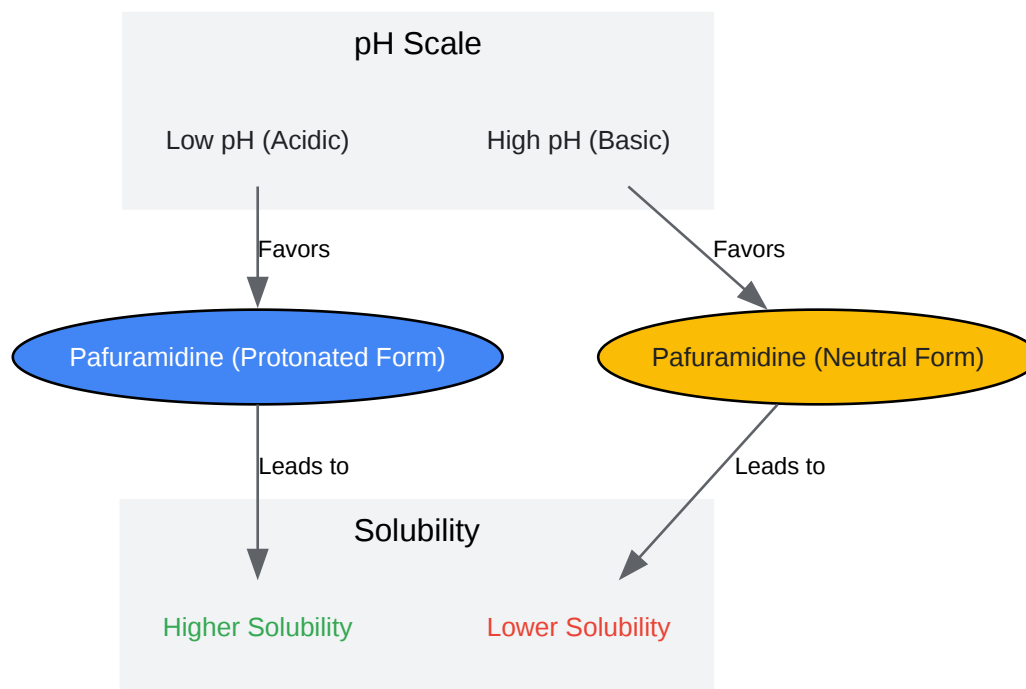 pH Scale
Low pH (Acidic)
High pH (Basic)
Favors
Favors
Pafuramidine (Protonated Form)
Pafuramidine (Neutral Form)
Leads to
Leads to
Solubility
Higher Solubility
Lower Solubility